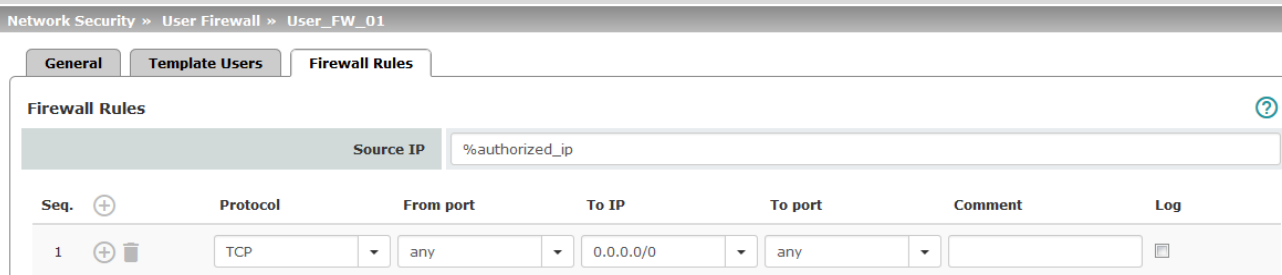 Network Security » User Firewall » User_FW_01
General Template Users Firewall Rules
Firewall Rules ?
Source IP %authorized_ip
Seq. Protocol From port To IP To port Comment Log
1 TCP any 0.0.0.0/0 any